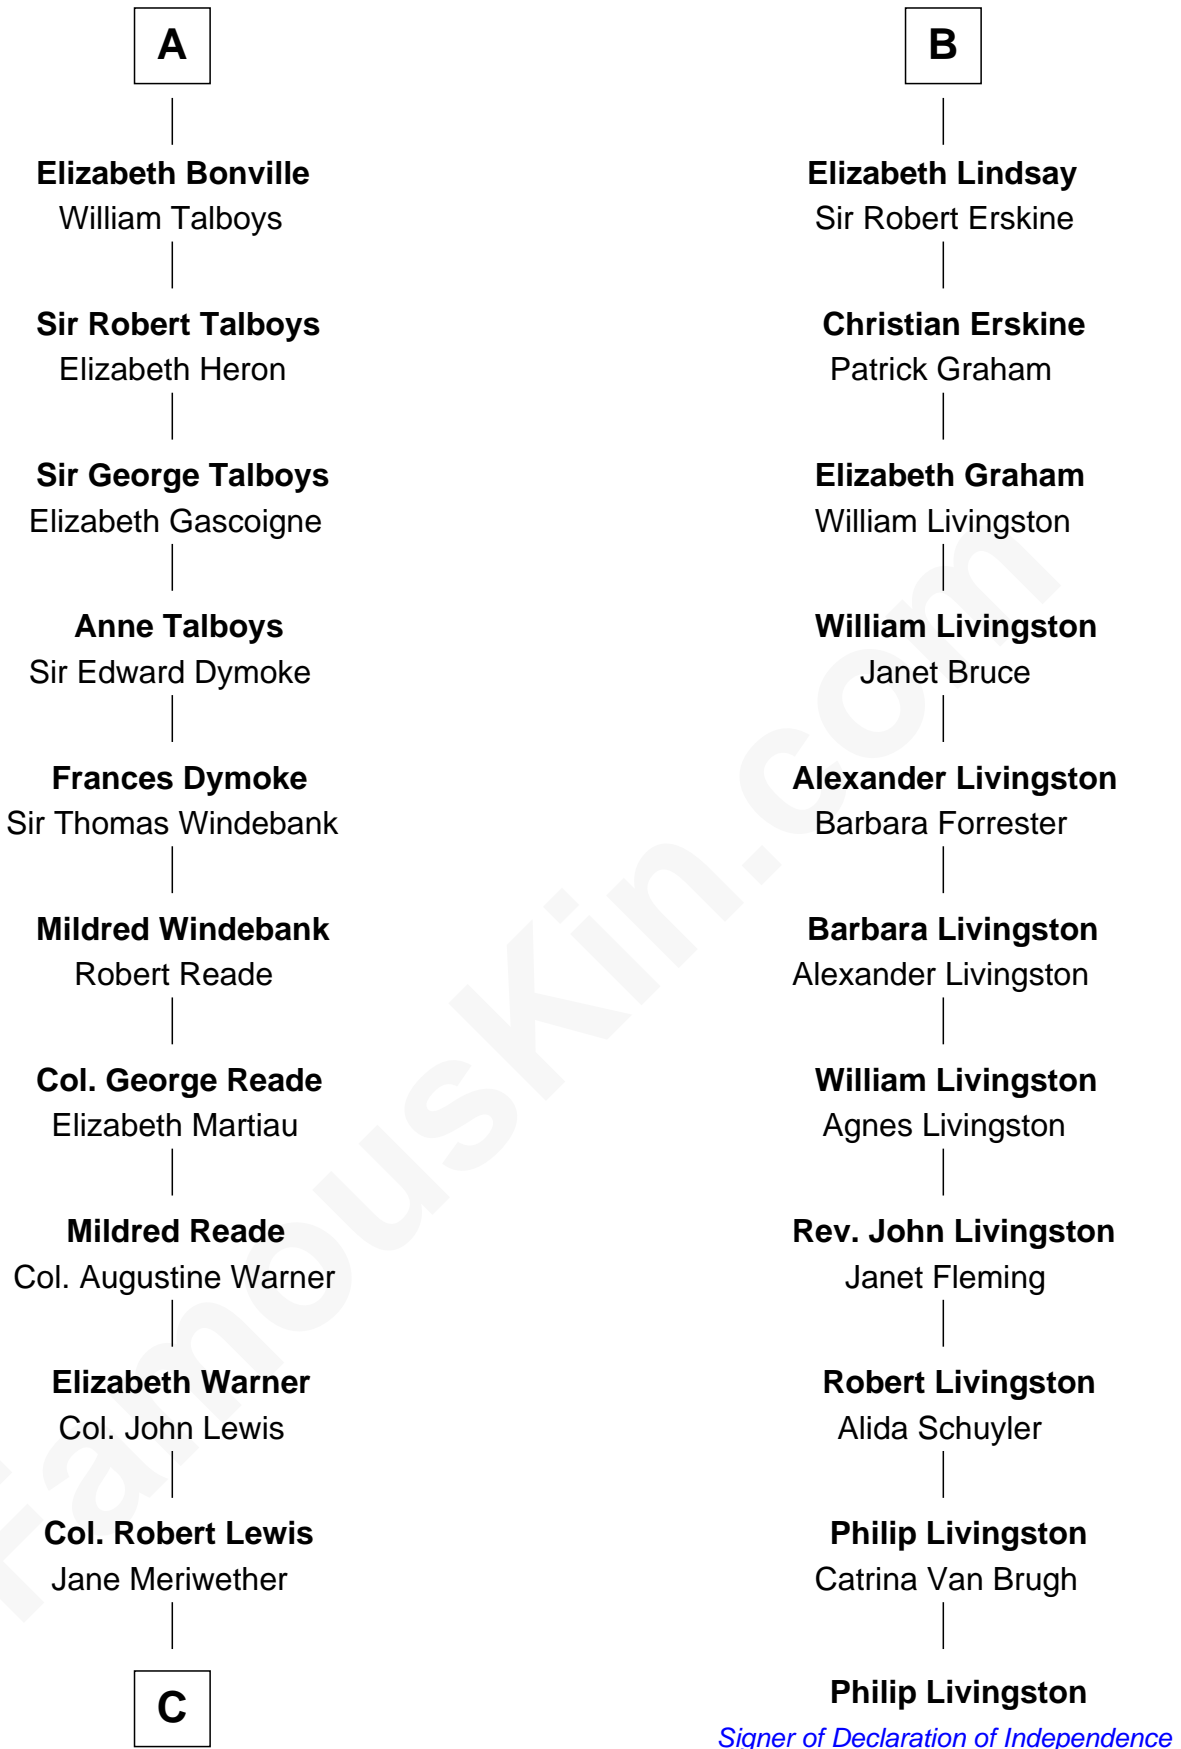 A
Elizabeth Bonville
William Talboys
Sir Robert Talboys
Elizabeth Heron
Sir George Talboys
Elizabeth Gascoigne
Anne Talboys
Sir Edward Dymoke
Frances Dymoke
Sir Thomas Windebank
Mildred Windebank
Robert Reade
Col. George Reade
Elizabeth Martiau
Mildred Reade
Col. Augustine Warner
Elizabeth Warner
Col. John Lewis
Col. Robert Lewis
Jane Meriwether
C
B
Elizabeth Lindsay
Sir Robert Erskine
Christian Erskine
Patrick Graham
Elizabeth Graham
William Livingston
William Livingston
Janet Bruce
Alexander Livingston
Barbara Forrester
Barbara Livingston
Alexander Livingston
William Livingston
Agnes Livingston
Rev. John Livingston
Janet Fleming
Robert Livingston
Alida Schuyler
Philip Livingston
Catrina Van Brugh
Philip Livingston
Signer of Declaration of Independence
FamousKin.com